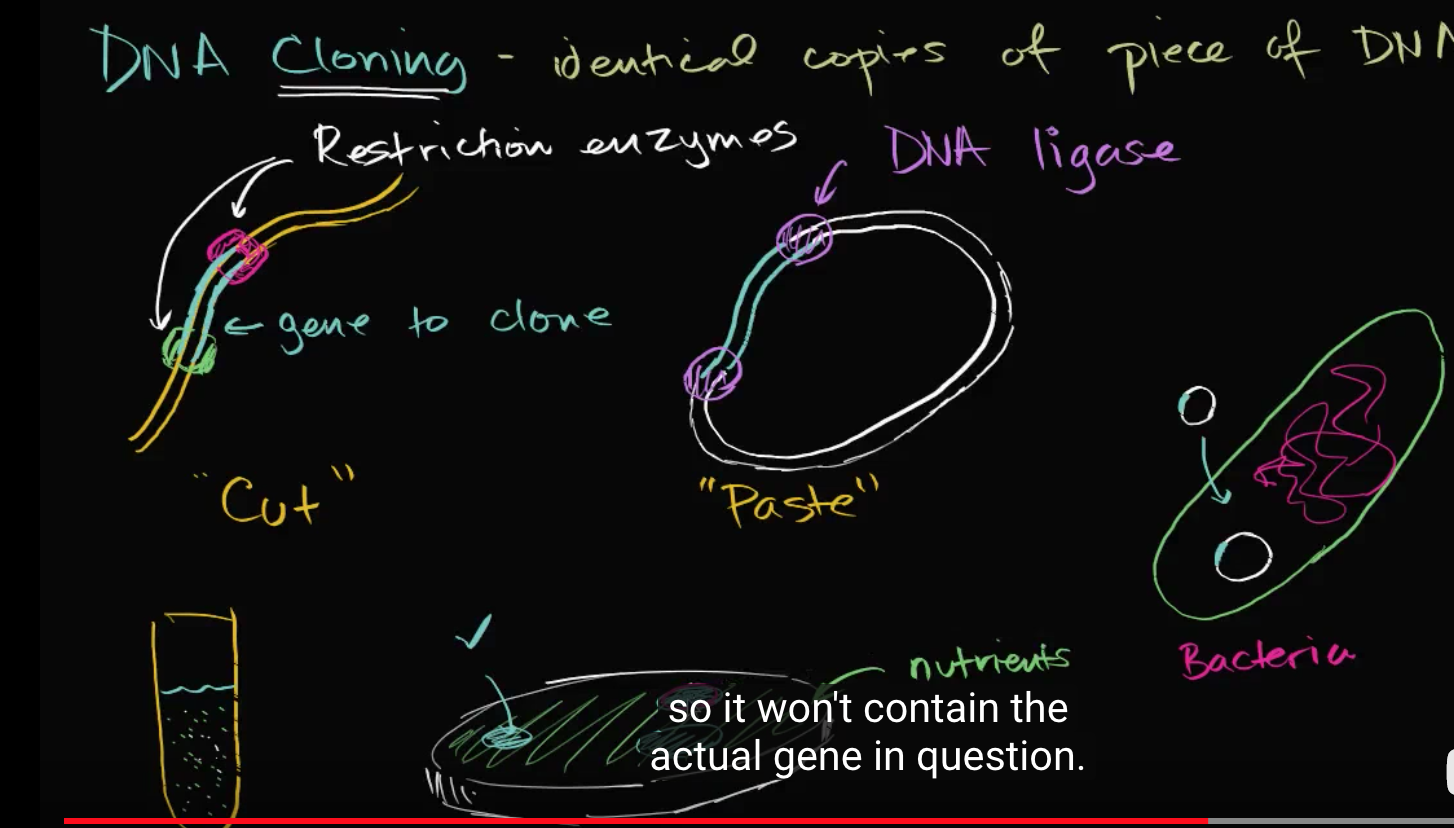 DNA Cloning - identical copies of piece of DN
Restriction enzymes
DNA ligase
← gene to clone
"Cut"
"Paste"
nutrients
Bacteria
so it won't contain the
actual gene in question.